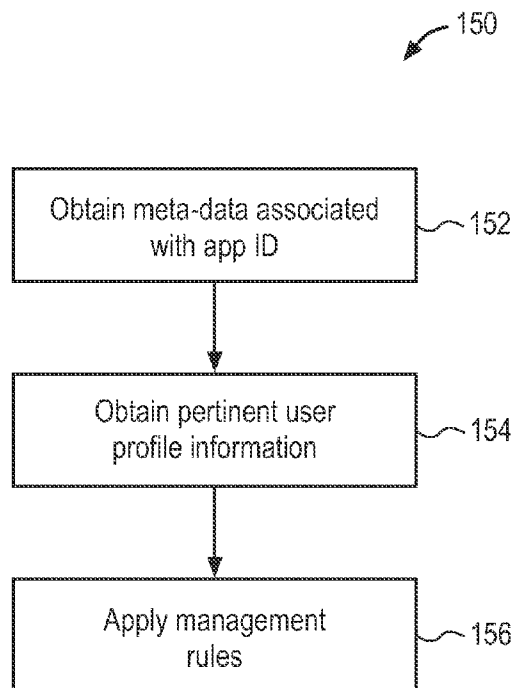 150
Obtain meta-data associated
with app ID
152
Obtain pertinent user
profile information
154
Apply management
rules
156